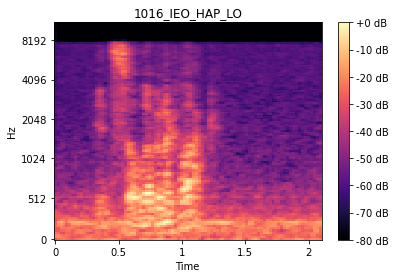 1016_IEO_HAP_LO
Hz
8192
4096
2048
1024
512
0
0
0.5
1
1.5
2
Time
+0 dB
-10 dB
-20 dB
-30 dB
-40 dB
-50 dB
-60 dB
-70 dB
-80 dB